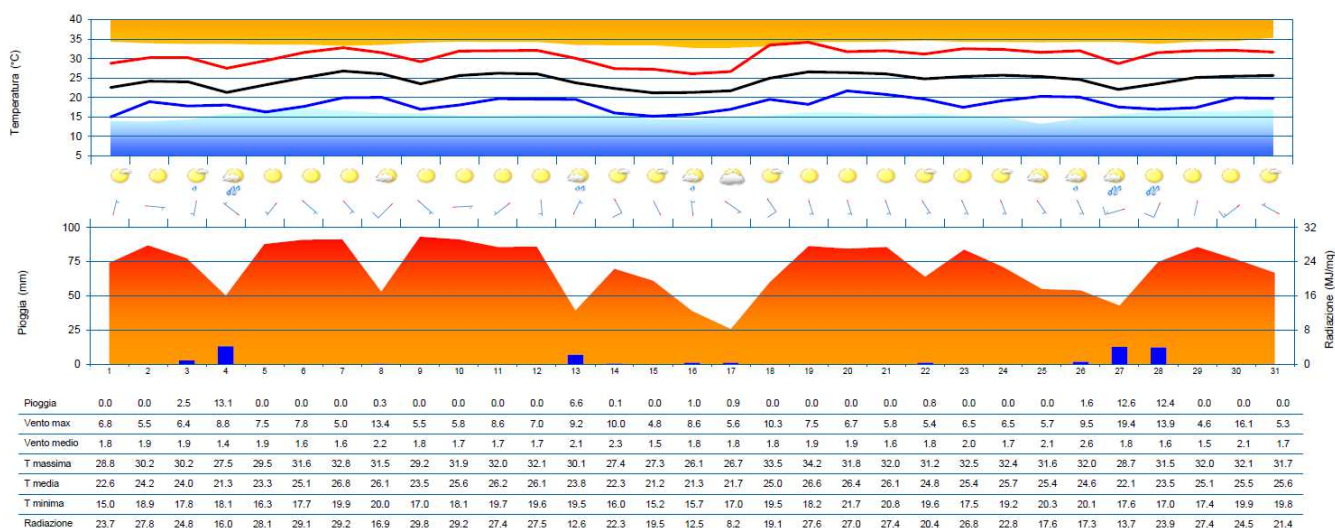 40
35
30
25
20
15
10
5
Temperatura (°C)
100
75
50
25
0
Pioggia (mm)
32
24
16
8
0
Radiazione (MJ/mq)
1 2 3 4 5 6 7 8 9 10 11 12 13 14 15 16 17 18 19 20 21 22 23 24 25 26 27 28 29 30 31
Pioggia 0.0 0.0 2.5 13.1 0.0 0.0 0.0 0.3 0.0 0.0 0.0 0.0 6.6 0.1 0.0 1.0 0.9 0.0 0.0 0.0 0.0 0.8 0.0 0.0 0.0 1.6 12.6 12.4 0.0 0.0 0.0
Vento max 6.8 5.5 6.4 8.8 7.5 7.8 5.0 13.4 5.5 5.8 8.6 7.0 9.2 10.0 4.8 8.6 5.6 10.3 7.5 6.7 5.8 5.4 6.5 6.5 5.7 9.5 19.4 13.9 4.6 16.1 5.3
Vento medio 1.8 1.9 1.9 1.4 1.9 1.6 1.6 2.2 1.8 1.7 1.7 1.7 2.1 2.3 1.5 1.8 1.8 1.8 1.9 1.9 1.6 1.8 2.0 1.7 2.1 2.6 1.8 1.6 1.5 2.1 1.7
T massima 28.8 30.2 30.2 27.5 29.5 31.6 32.8 31.5 29.2 31.9 32.0 32.1 30.1 27.4 27.3 26.1 26.7 33.5 34.2 31.8 32.0 31.2 32.5 32.4 31.6 32.0 28.7 31.5 32.0 32.1 31.7
T media 22.6 24.2 24.0 21.3 23.3 25.1 26.8 26.1 23.5 25.6 26.2 26.1 23.8 22.3 21.2 21.3 21.7 25.0 26.6 26.4 26.1 24.8 25.4 25.7 25.4 24.6 22.1 23.5 25.1 25.5 25.6
T minima 15.0 18.9 17.8 18.1 16.3 17.7 19.9 20.0 17.0 18.1 19.7 19.6 19.5 16.0 15.2 15.7 17.0 19.5 18.2 21.7 20.8 19.6 17.5 19.2 20.3 20.1 17.6 17.0 17.4 19.9 19.8
Radiazione 23.7 27.8 24.8 16.0 28.1 29.1 29.2 16.9 29.8 29.2 27.4 27.5 12.6 22.3 19.5 12.5 8.2 19.1 27.6 27.0 27.4 20.4 26.8 22.8 17.6 17.3 13.7 23.9 27.4 24.5 21.4